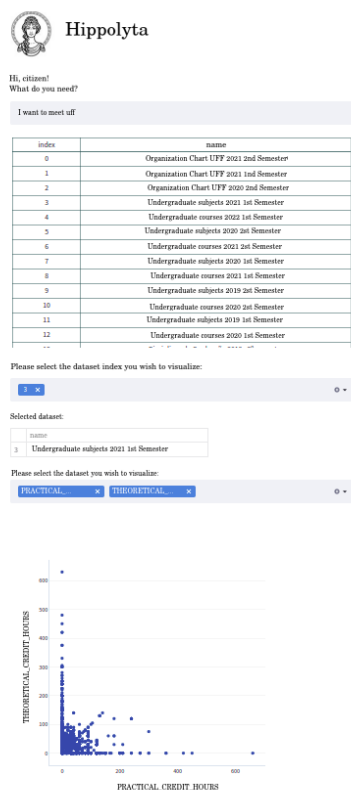 Hippolyta
Hi, citizen!
What do you need?
I want to meet uff
index name
0 Organization Chart UFF 2021 2nd Semester
1 Organization Chart UFF 2021 1nd Semester
2 Organization Chart UFF 2020 2nd Semester
3 Undergraduate subjects 2021 1st Semester
4 Undergraduate courses 2022 1st Semester
5 Undergraduate subjects 2020 2st Semester
6 Undergraduate courses 2021 2st Semester
7 Undergraduate subjects 2020 1st Semester
8 Undergraduate courses 2021 1st Semester
9 Undergraduate subjects 2019 2st Semester
10 Undergraduate courses 2020 2st Semester
11 Undergraduate subjects 2019 1st Semester
12 Undergraduate courses 2020 1st Semester
Please select the dataset index you wish to visualize:
3 ×
Selected dataset:
name
3 Undergraduate subjects 2021 1st Semester
Please select the dataset you wish to visualize:
PRACTICAL_... × THEORETICAL_... ×
THEORETICAL_CREDIT_HOURS
600
500
400
300
200
100
0
0 200 400 600
PRACTICAL_CREDIT_HOURS